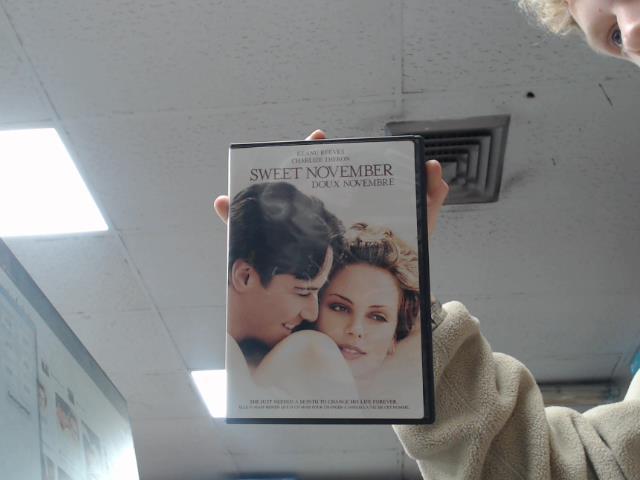 KEANU REEVES
CHARLIZE THERON
SWEET NOVEMBER
DOUX NOVEMBRE
SHE JUST NEEDED A MONTH TO CHANGE HIS LIFE FOREVER.